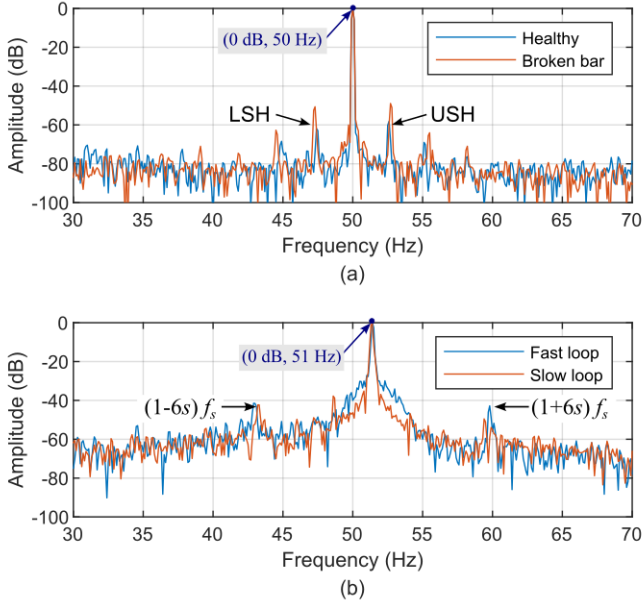 0
(0 dB, 50 Hz)
Healthy
Broken bar
-20
-40
LSH
USH
-60
-80
-100
Amplitude (dB)
30 35 40 45 50 55 60 65 70
Frequency (Hz)
(a)
0
(0 dB, 51 Hz)
Fast loop
Slow loop
-20
-40
(1-6s) fs
(1+6s) fs
-60
-80
-100
Amplitude (dB)
30 35 40 45 50 55 60 65 70
Frequency (Hz)
(b)